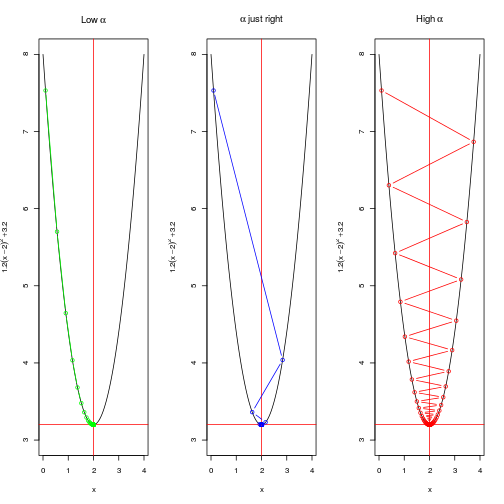 Low α
α just right
High α
1.2(x − 2)² + 3.2
3 4 5 6 7 8
0 1 2 3 4
x
1.2(x − 2)² + 3.2
3 4 5 6 7 8
0 1 2 3 4
x
1.2(x − 2)² + 3.2
3 4 5 6 7 8
0 1 2 3 4
x